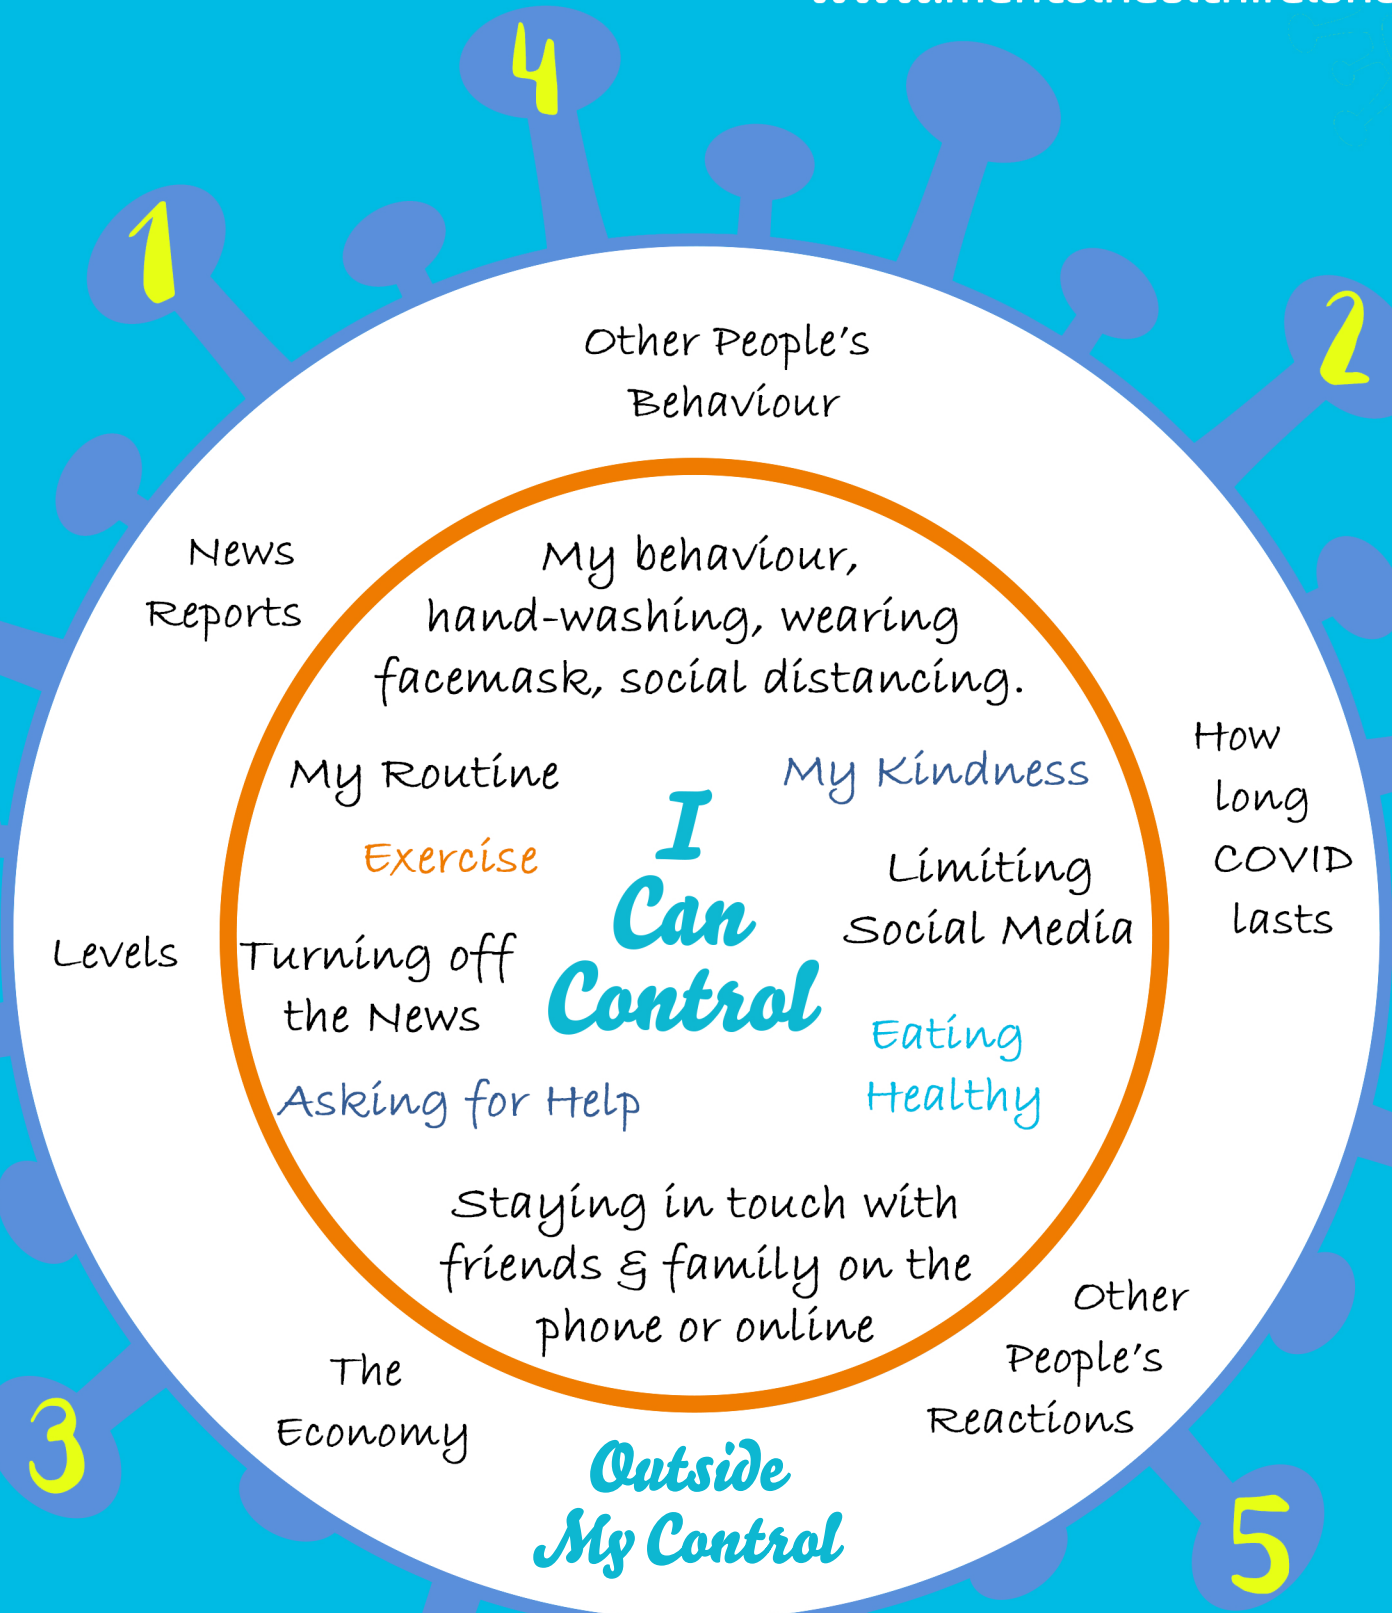 4
1
2
Other People's
Behaviour
News
Reports
My behaviour,
hand-washing, wearing
facemask, social distancing.
How
long
COVID
lasts
My Routine
My Kindness
Exercise
Limiting
Social Media
I
Can
Control
Levels
Turning off
the News
Eating
Healthy
Asking for Help
Staying in touch with
friends & family on the
phone or online
Other
People's
Reactions
The
Economy
3
Outside
My Control
5